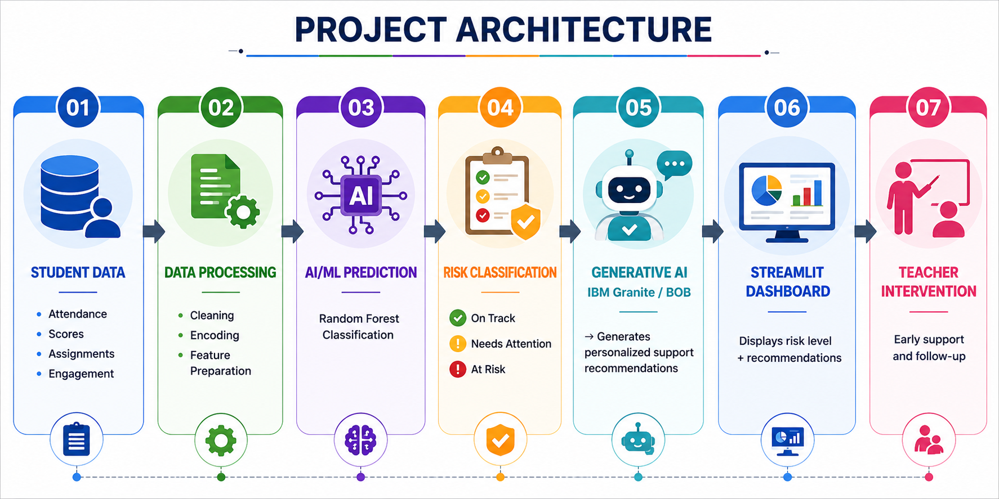 PROJECT ARCHITECTURE
01
STUDENT DATA
Attendance
Scores
Assignments
Engagement
02
DATA PROCESSING
Cleaning
Encoding
Feature
Preparation
03
AI
AI/ML PREDICTION
Random Forest
Classification
04
RISK CLASSIFICATION
On Track
! Needs Attention
! At Risk
05
GENERATIVE AI
IBM Granite / BOB
→ Generates
personalized support
recommendations
06
STREAMLIT
DASHBOARD
Displays risk level
+ recommendations
07
TEACHER
INTERVENTION
Early support
and follow-up